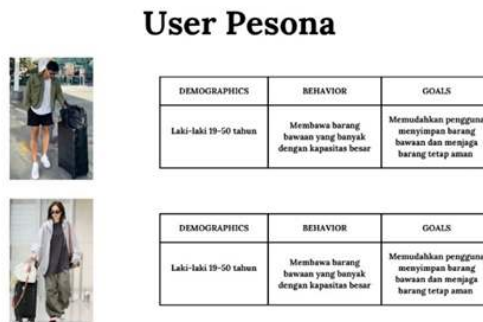 User Pesona
DEMOGRAPHICS
BEHAVIOR
GOALS
Laki-laki 19-50 tahun
Membawa barang
bawaan yang banyak
dengan kapasitas besar
Memudahkan pengguna
menyimpan barang
bawaan dan menjaga
barang tetap aman
DEMOGRAPHICS
BEHAVIOR
GOALS
Laki-laki 19-50 tahun
Membawa barang
bawaan yang banyak
dengan kapasitas besar
Memudahkan pengguna
menyimpan barang
bawaan dan menjaga
barang tetap aman